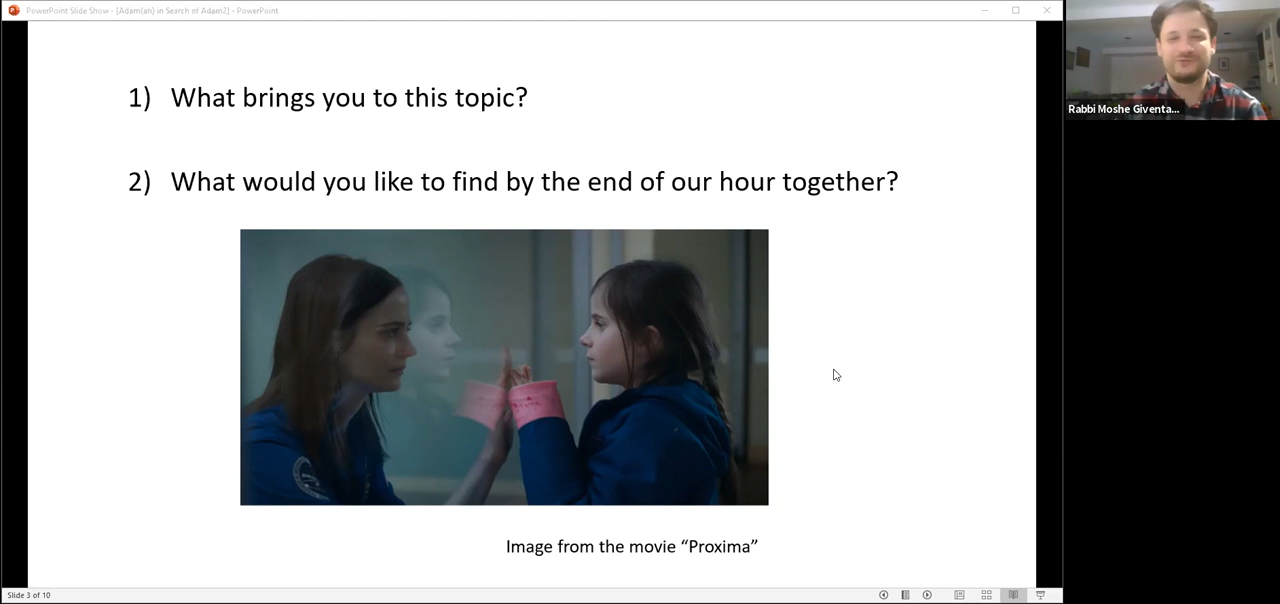 PowerPoint Slide Show - [Adam(ah) in Search of Adam2] - PowerPoint
1) What brings you to this topic?
2) What would you like to find by the end of our hour together?
Image from the movie “Proxima”
Slide 3 of 10
Rabbi Moshe Giventa...